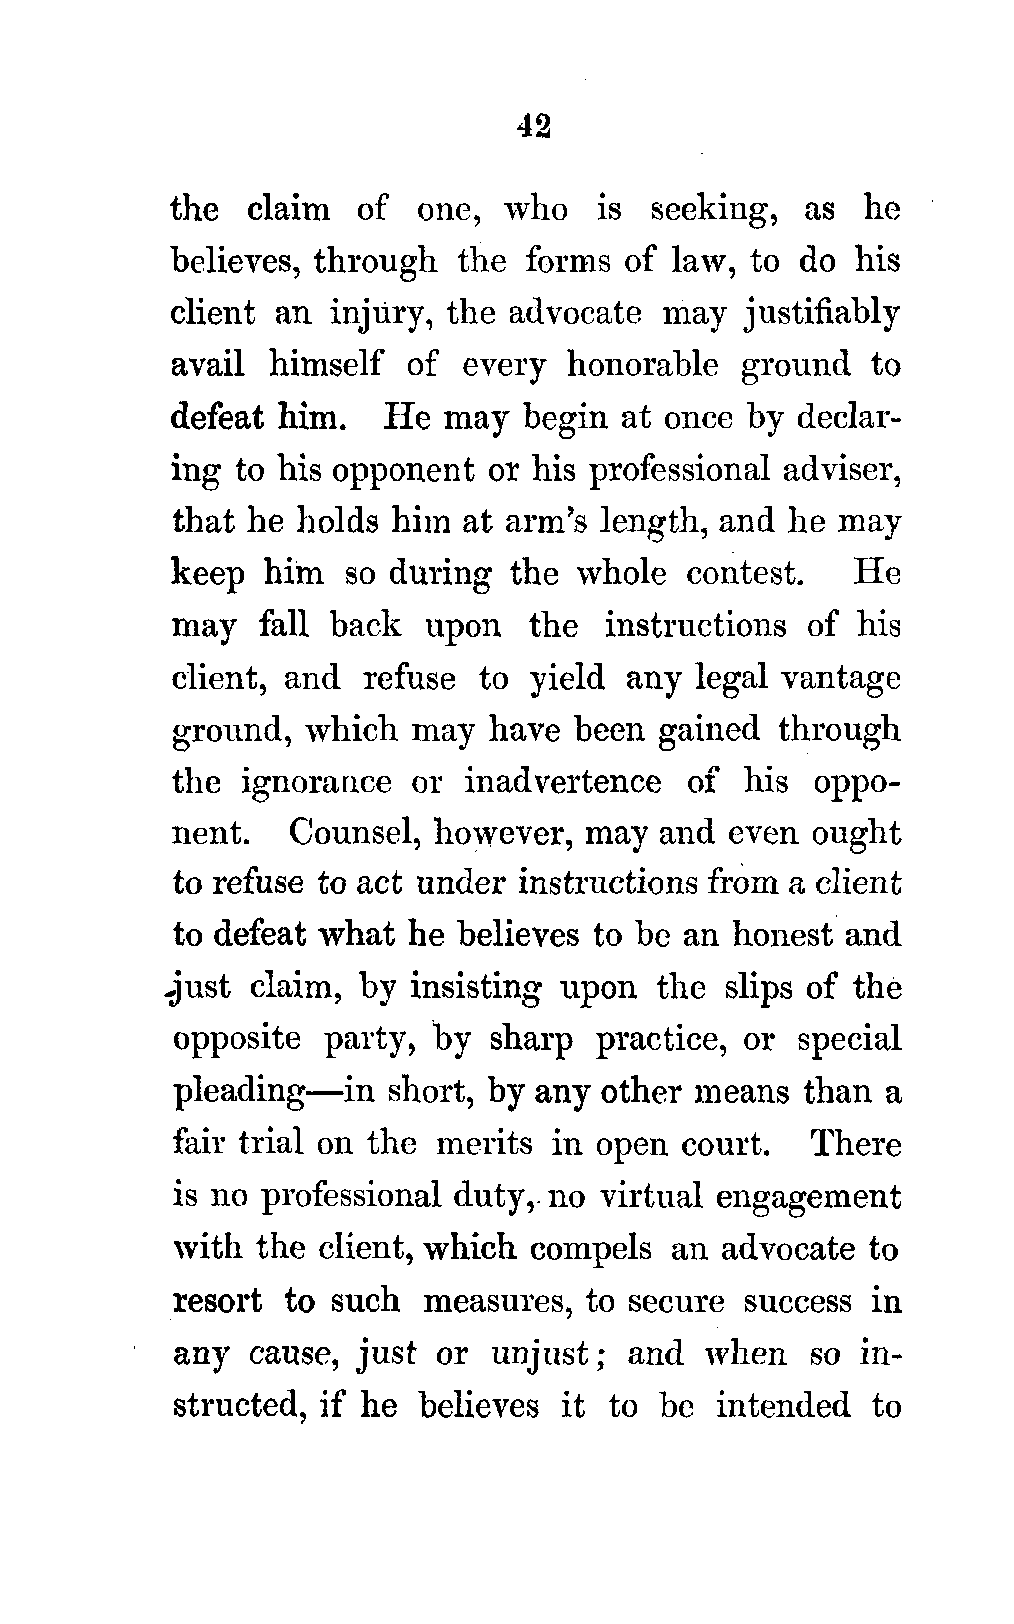 42
the claim of one, who is seeking, as he
believes, through the forms of law, to do his
client an injury, the advocate may justifiably
avail himself of every honorable ground to
defeat him. He may begin at once by declar-
ing to his opponent or his professional adviser,
that he holds him at arm's length, and he may
keep him so during the whole contest. He
may fall back upon the instructions of his
client, and refuse to yield any legal vantage
ground, which may have been gained through
the ignorance or inadvertence of his oppo-
nent. Counsel, however, may and even ought
to refuse to act under instructions from a client
to defeat what he believes to be an honest and
just claim, by insisting upon the slips of the
opposite party, by sharp practice, or special
pleading—in short, by any other means than a
fair trial on the merits in open court. There
is no professional duty, no virtual engagement
with the client, which compels an advocate to
resort to such measures, to secure success in
any cause, just or unjust; and when so in-
structed, if he believes it to be intended to